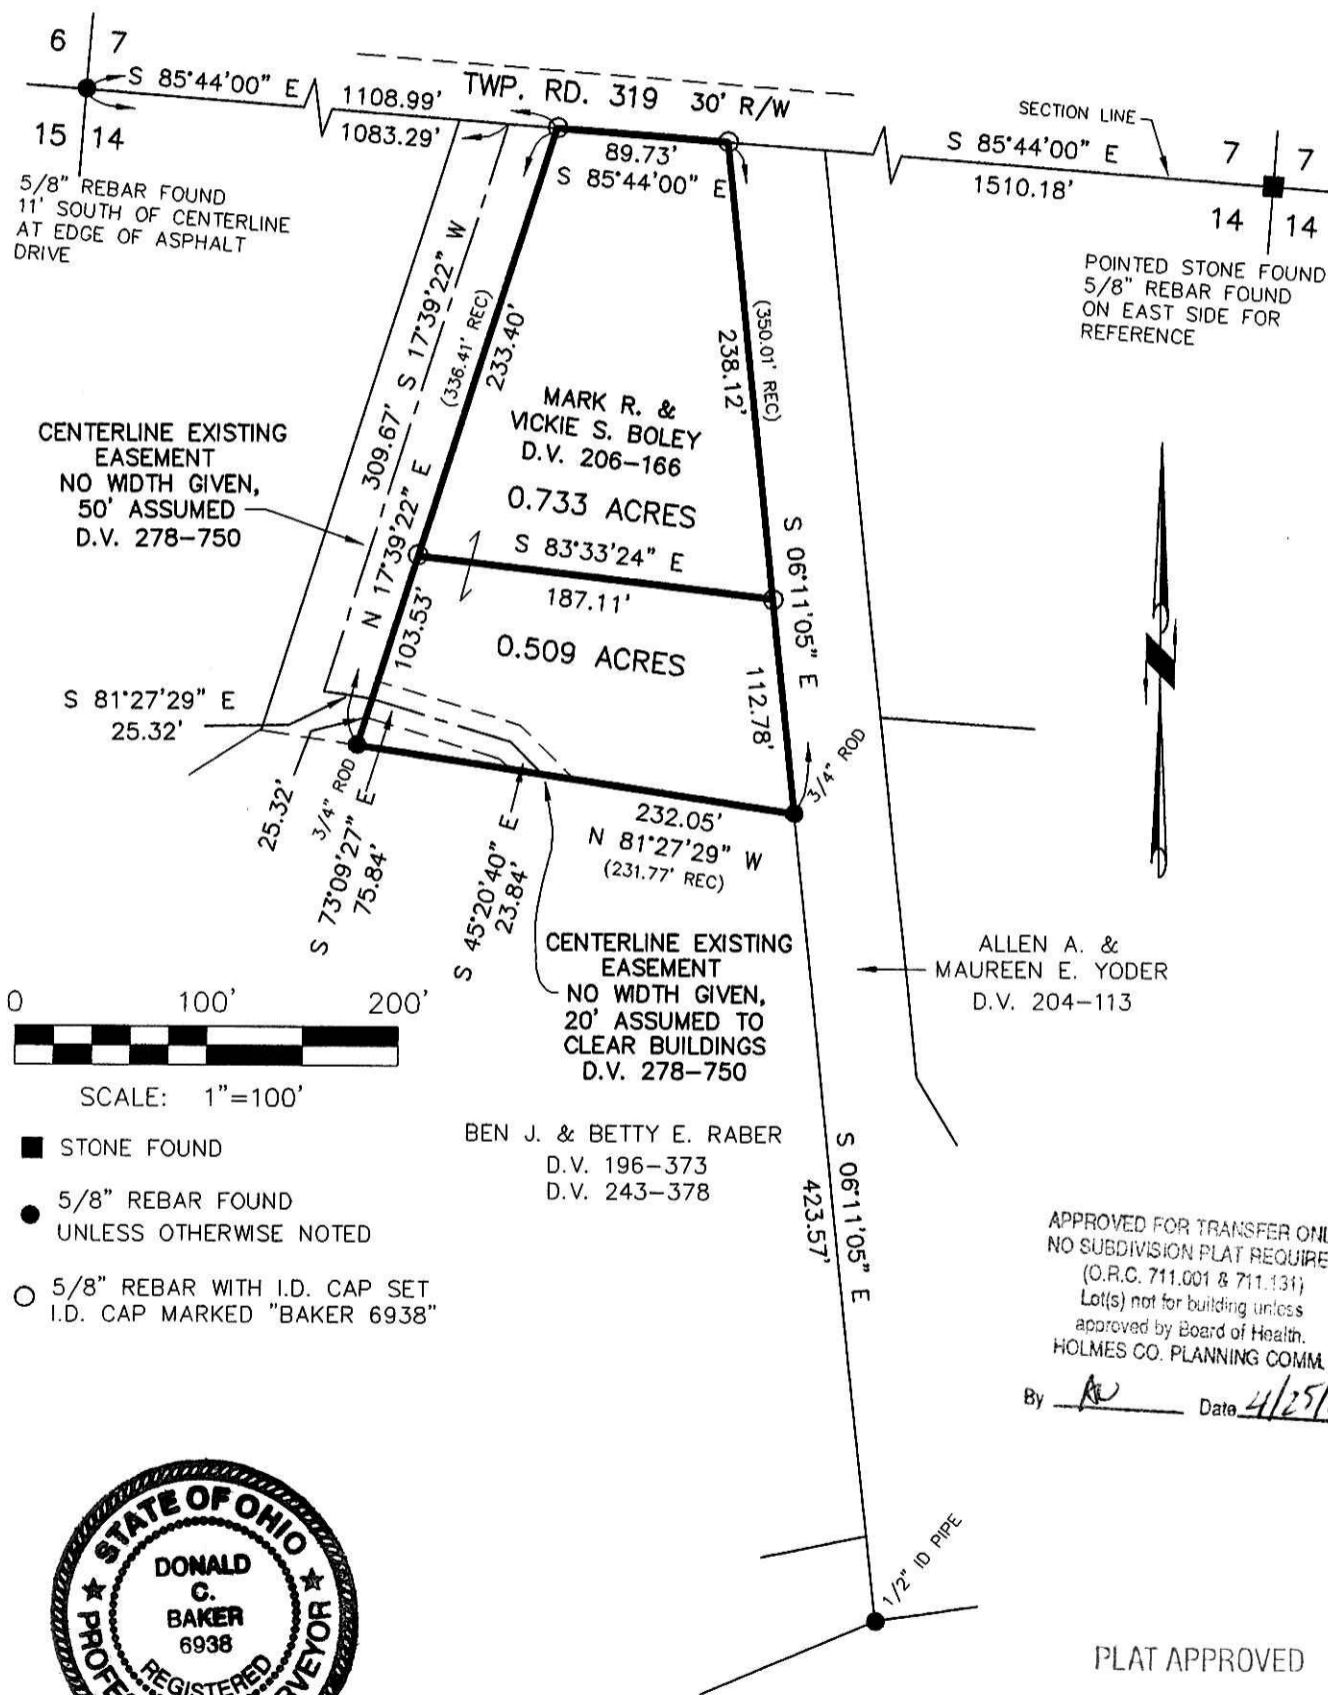 6 7
S 85°44'00" E
1108.99'
1083.29'
TWP. RD. 319 30' R/W
SECTION LINE
S 85°44'00" E
1510.18'
7 7
15 14
14 14
5/8" REBAR FOUND
11' SOUTH OF CENTERLINE
AT EDGE OF ASPHALT
DRIVE
89.73'
S 85°44'00" E
POINTED STONE FOUND
5/8" REBAR FOUND
ON EAST SIDE FOR
REFERENCE
309.67' S 17°39'22" W
(336.41' REC)
233.40'
(350.01' REC)
238.12'
MARK R. &
VICKIE S. BOLEY
D.V. 206-166
0.733 ACRES
CENTERLINE EXISTING
EASEMENT
NO WIDTH GIVEN,
50' ASSUMED
D.V. 278-750
N 17°39'22" E
S 83°33'24" E
187.11'
S 06°11'05" E
103.53'
0.509 ACRES
112.78'
S 81°27'29" E
25.32'
25.32'
3/4" ROD
S 73°09'27" E
75.84'
S 45°20'40" E
23.84'
232.05'
N 81°27'29" W
(231.77' REC)
3/4" ROD
CENTERLINE EXISTING
EASEMENT
NO WIDTH GIVEN,
20' ASSUMED TO
CLEAR BUILDINGS
D.V. 278-750
ALLEN A. &
MAUREEN E. YODER
D.V. 204-113
0 100' 200'
SCALE: 1"=100'
STONE FOUND
5/8" REBAR FOUND
UNLESS OTHERWISE NOTED
5/8" REBAR WITH I.D. CAP SET
I.D. CAP MARKED "BAKER 6938"
BEN J. & BETTY E. RABER
D.V. 196-373
D.V. 243-378
S 06°11'05" E
423.57'
APPROVED FOR TRANSFER
NO SUBDIVISION PLAT
(O.R.C. 711.001 & 711.131)
Lot(s) not for building unless
approved by Board of Health.
HOLMES CO. PLANNING COMM.
By Date 4/25/
1/2" ID PIPE
STATE OF OHIO
DONALD
C.
BAKER
6938
REGISTERED
PLAT APPROVED